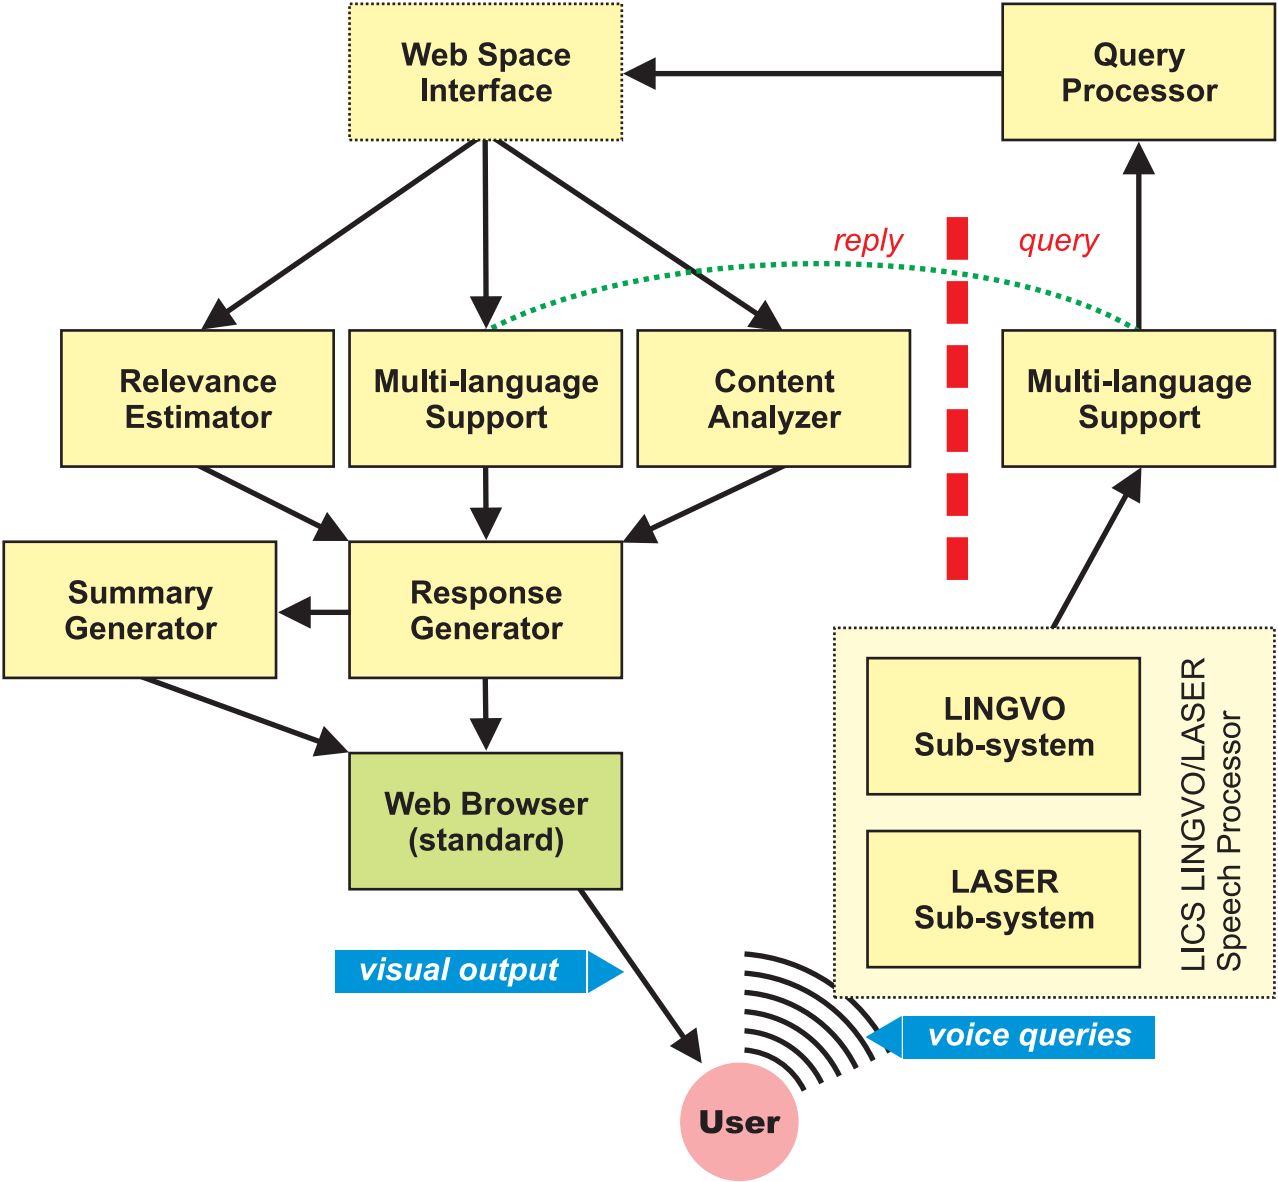 Web Space
Interface
Query
Processor
reply
query
Relevance
Estimator
Multi-language
Support
Content
Analyzer
Multi-language
Support
Summary
Generator
Response
Generator
LINGVO
Sub-system
LASER
Sub-system
LICS LINGVO/LASER
Speech Processor
Web Browser
(standard)
visual output
voice queries
User